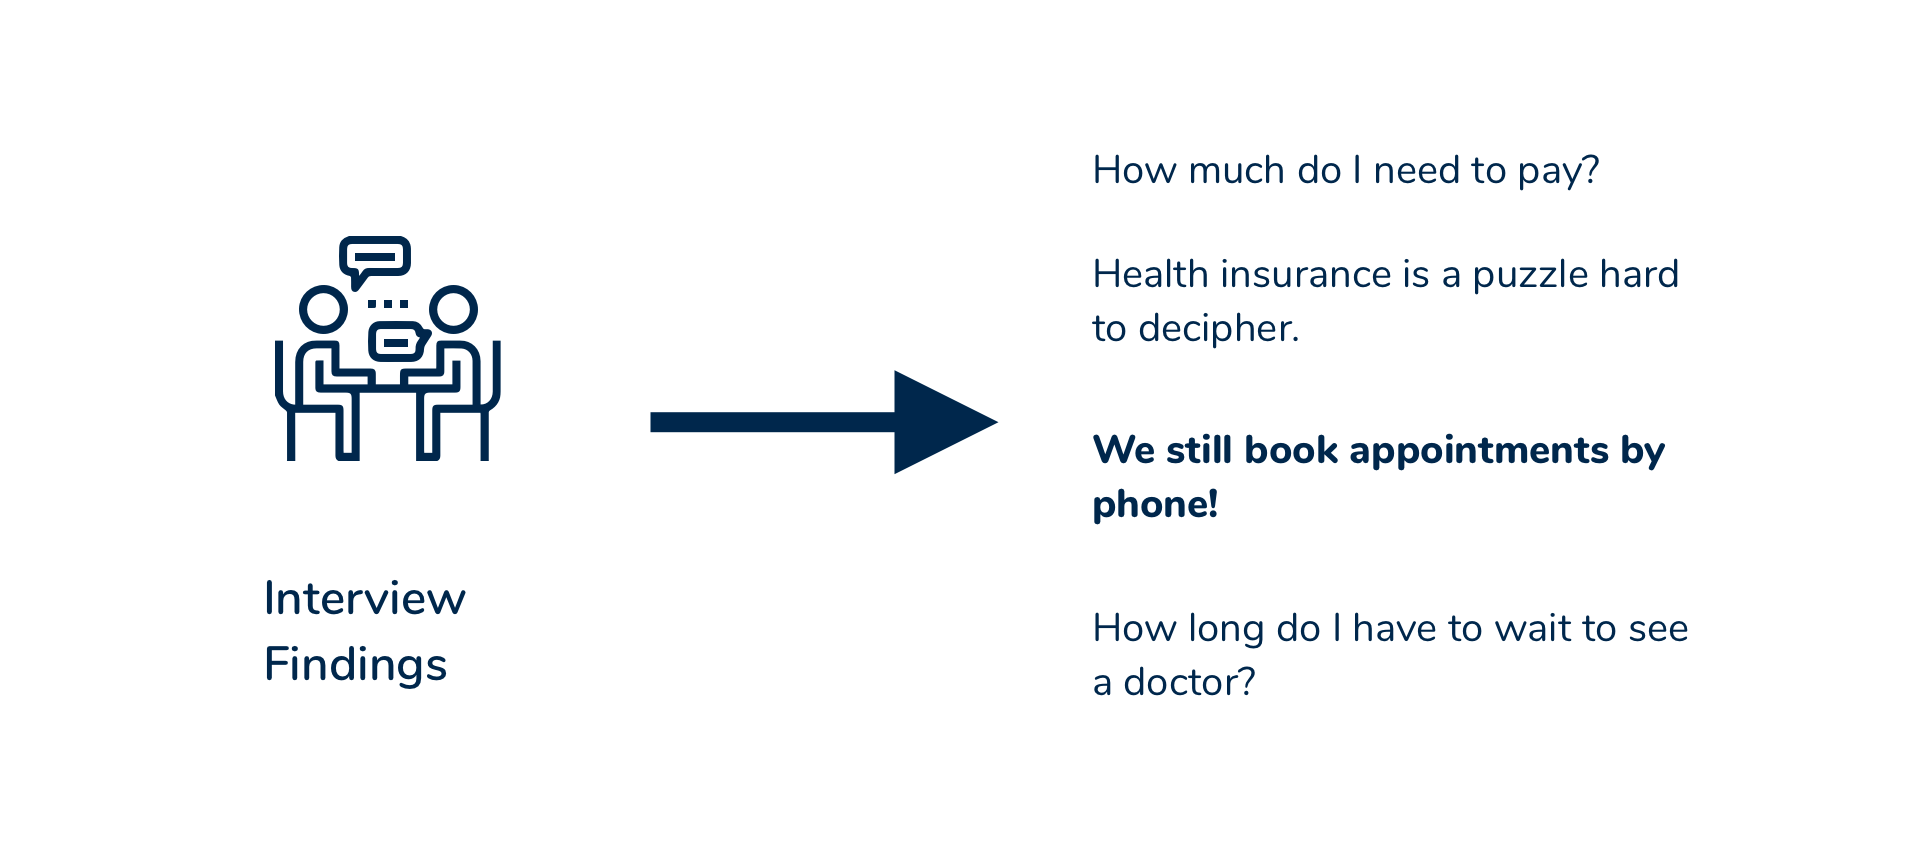 Interview
Findings
How much do I need to pay?
Health insurance is a puzzle hard
to decipher.
We still book appointments by
phone!
How long do I have to wait to see
a doctor?